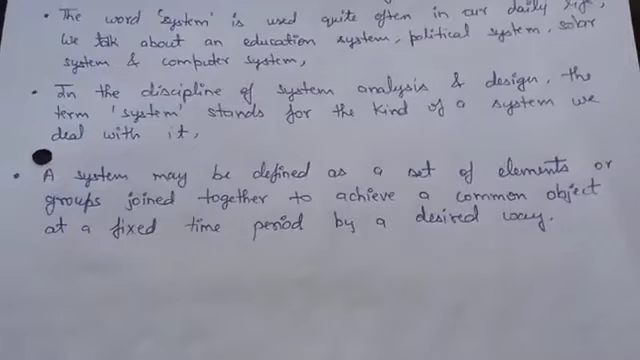 • The word 'system' is used quite often in our daily life,
We talk about an education system, political system, solar
system & computer system,
• In the discipline of system analysis & design, the
term 'system' stands for the kind of a system we
deal with it,
• A system may be defined as a set of elements or
groups joined together to achieve a common object
at a fixed time period by a desired way.